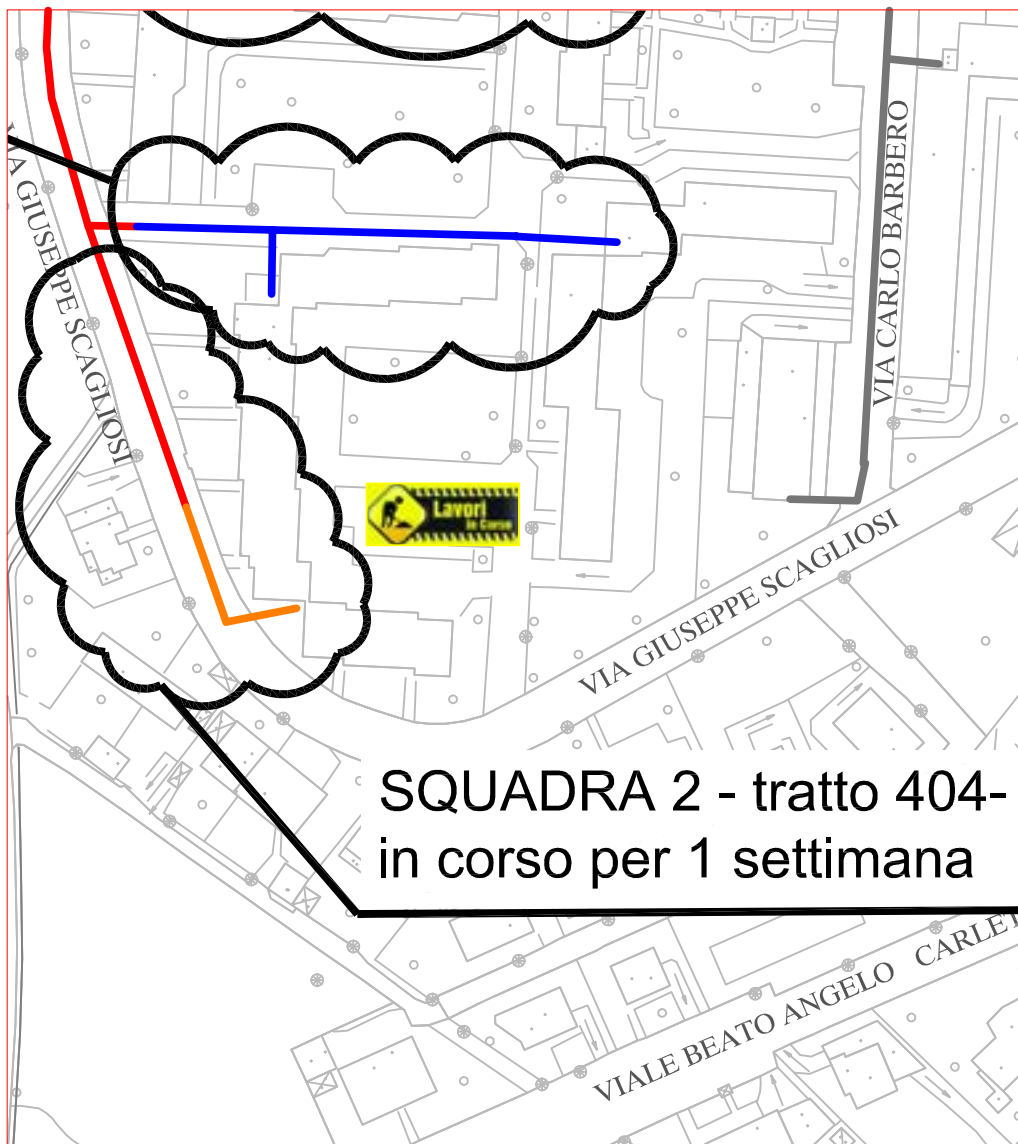 VIA CARLO BARBERO
VIA GIUSEPPE SCAGLIOSI
Lavori
in Corso
VIA GIUSEPPE SCAGLIOSI
SQUADRA 2 - tratto 404-
in corso per 1 settimana
VIALE BEATO ANGELO